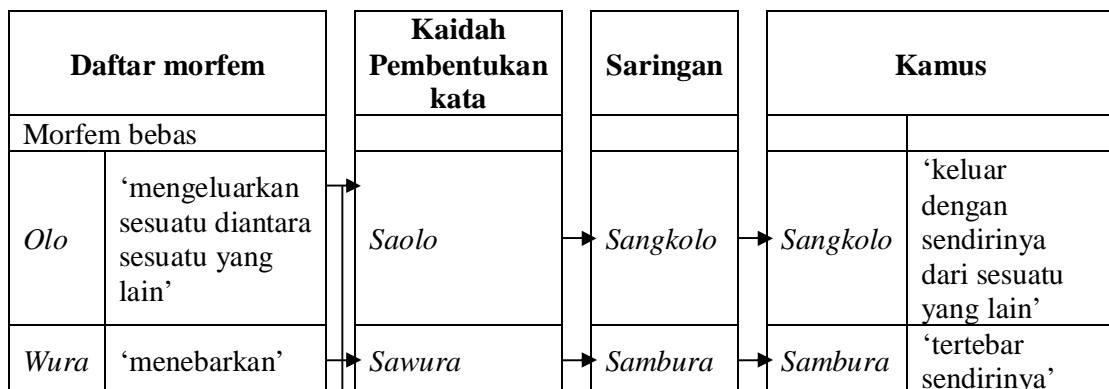 Daftar morfem
Kaidah
Pembentukan
kata
Saringan
Kamus
Morfem bebas
Olo
‘mengeluarkan
sesuatu diantara
sesuatu yang
lain’
Saolo
Sangkolo
Sangkolo
‘keluar
dengan
sendirinya
dari sesuatu
yang lain’
Wura
‘menebarkan’
Sawura
Sambura
Sambura
‘tertebar
sendirinya’